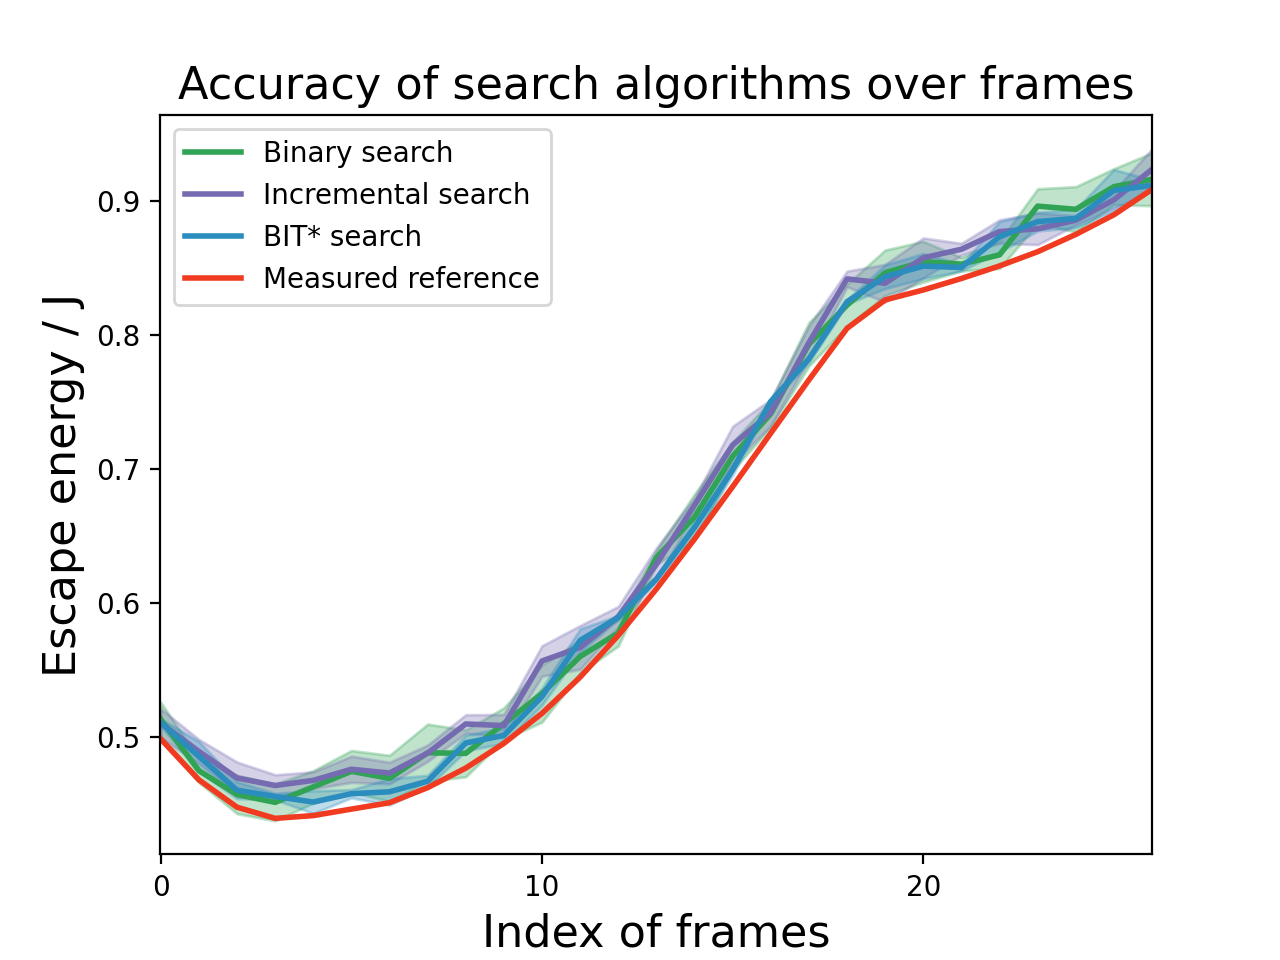 Accuracy of search algorithms over frames
Binary search
Incremental search
BIT* search
Measured reference
Escape energy / J
0.9
0.8
0.7
0.6
0.5
0
10
20
Index of frames